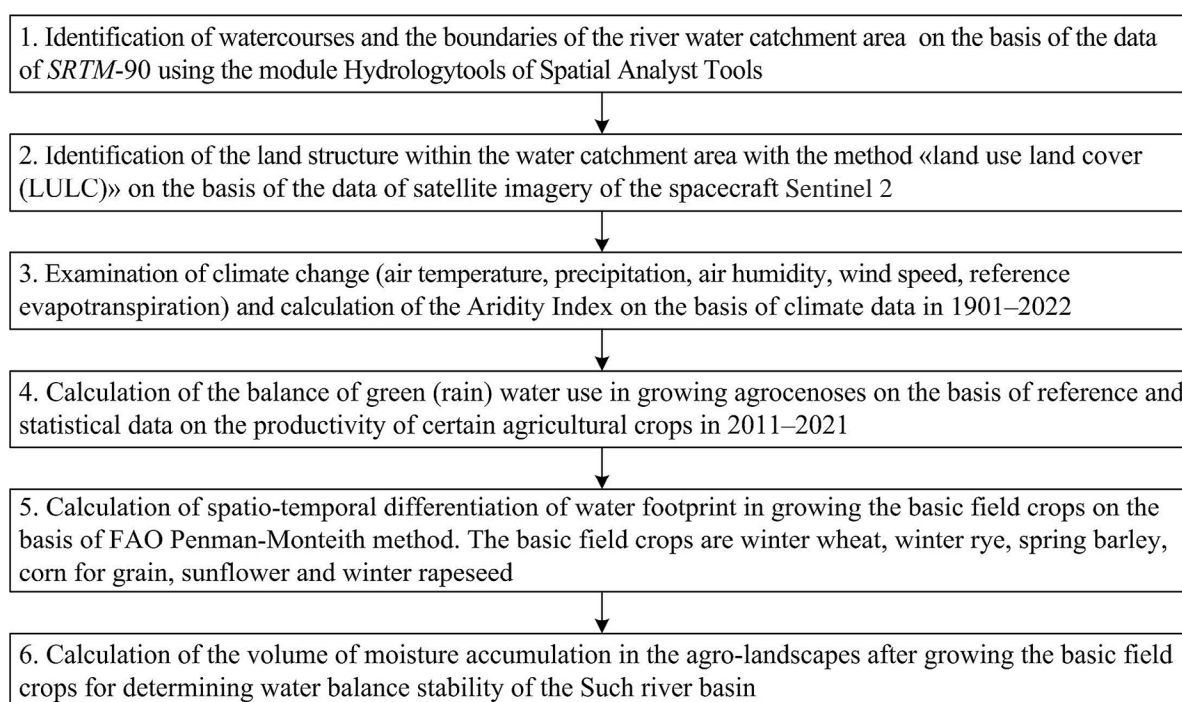 1. Identification of watercourses and the boundaries of the river water catchment area on the basis of the data
of SRTM-90 using the module Hydrologytools of Spatial Analyst Tools
2. Identification of the land structure within the water catchment area with the method «land use land cover
(LULC)» on the basis of the data of satellite imagery of the spacecraft Sentinel 2
3. Examination of climate change (air temperature, precipitation, air humidity, wind speed, reference
evapotranspiration) and calculation of the Aridity Index on the basis of climate data in 1901–2022
4. Calculation of the balance of green (rain) water use in growing agrocenoses on the basis of reference and
statistical data on the productivity of certain agricultural crops in 2011–2021
5. Calculation of spatio-temporal differentiation of water footprint in growing the basic field crops on the
basis of FAO Penman-Monteith method. The basic field crops are winter wheat, winter rye, spring barley,
corn for grain, sunflower and winter rapeseed
6. Calculation of the volume of moisture accumulation in the agro-landscapes after growing the basic field
crops for determining water balance stability of the Such river basin